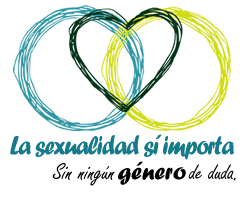 La sexualidad sí importa
Sin ningún género de duda.